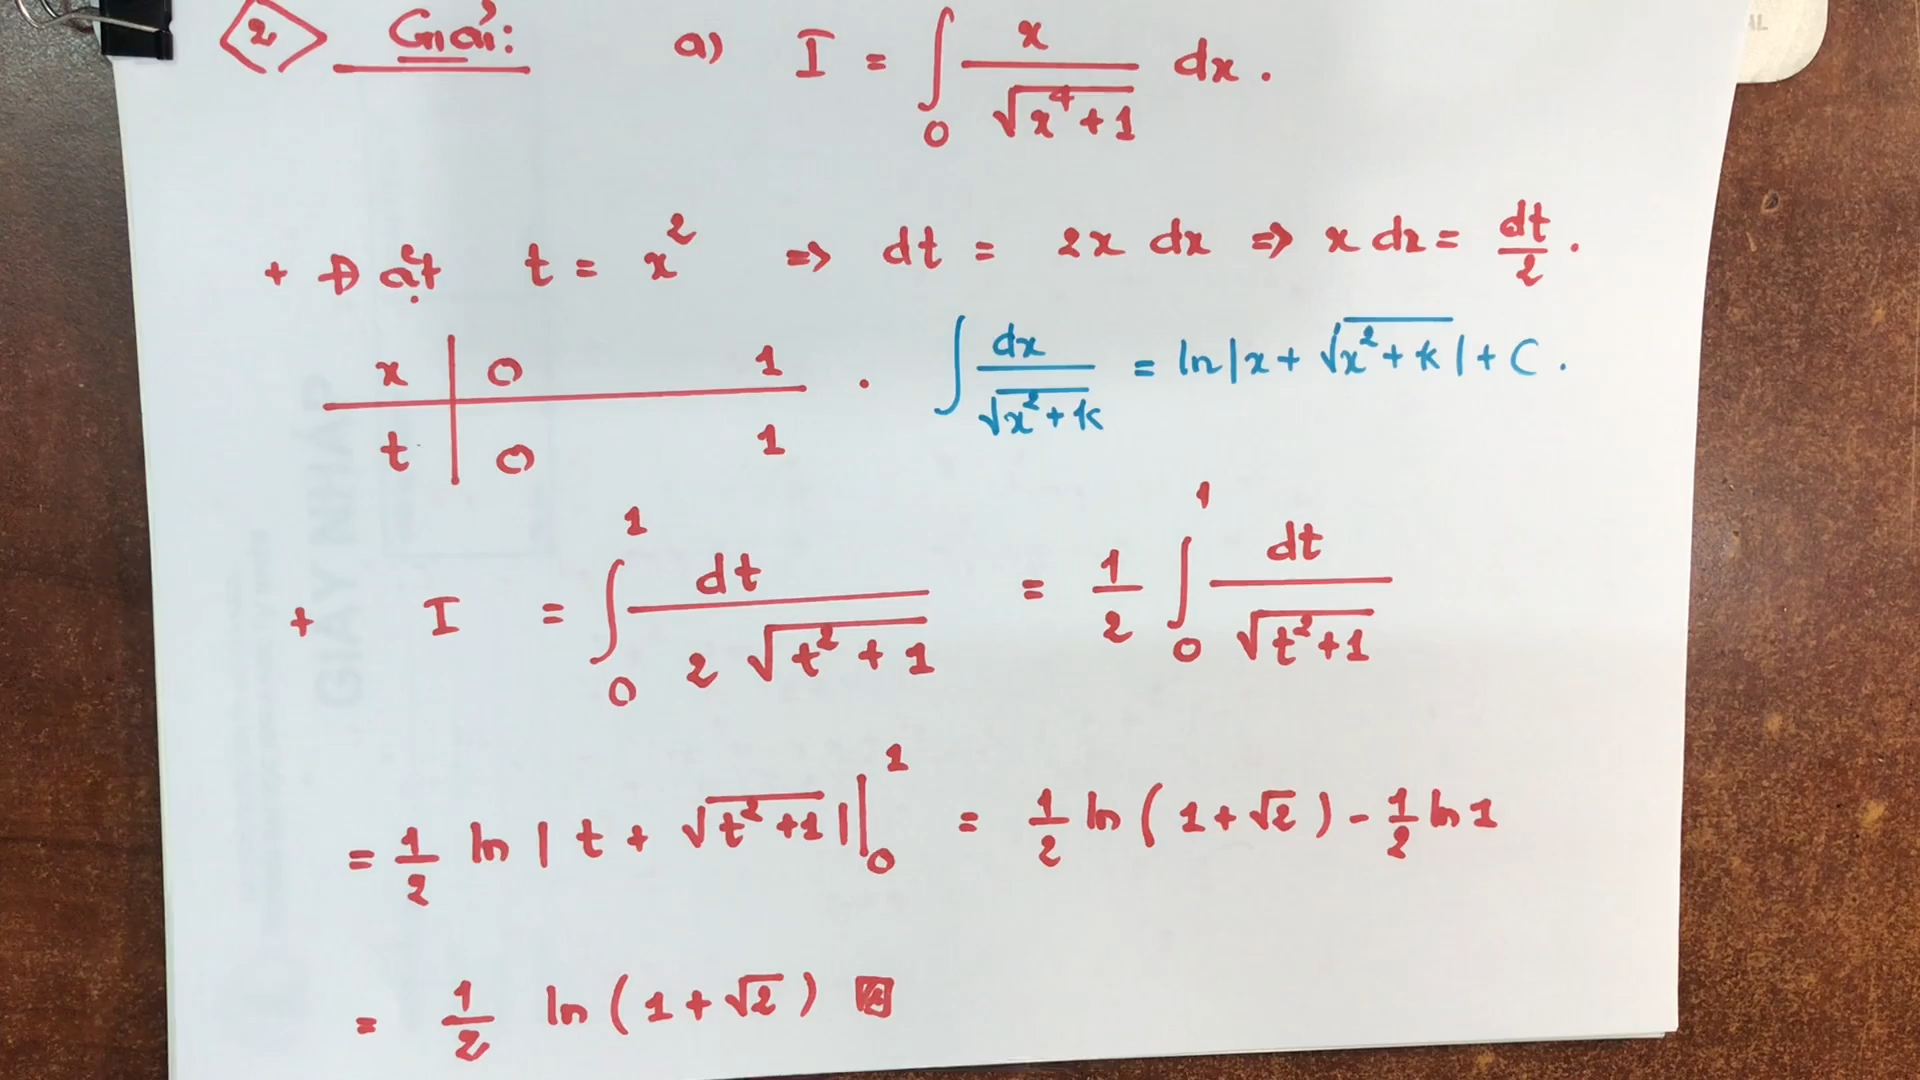 2 Giải: a) I = ∫₀ x/√(x⁴+1) dx .
+ Đặt t = x² => dt = 2x dx => x dx = dt/2 .
x | 0 1 . ∫ dx/√(x²+k) = ln|x + √(x²+k)| + C .
t | 0 1
+ I = ∫₀¹ dt/(2√(t²+1)) = 1/2 ∫₀¹ dt/√(t²+1)
= 1/2 ln|t + √(t²+1)| |₀¹ = 1/2 ln(1+√2) - 1/2 ln1
= 1/2 ln(1+√2)